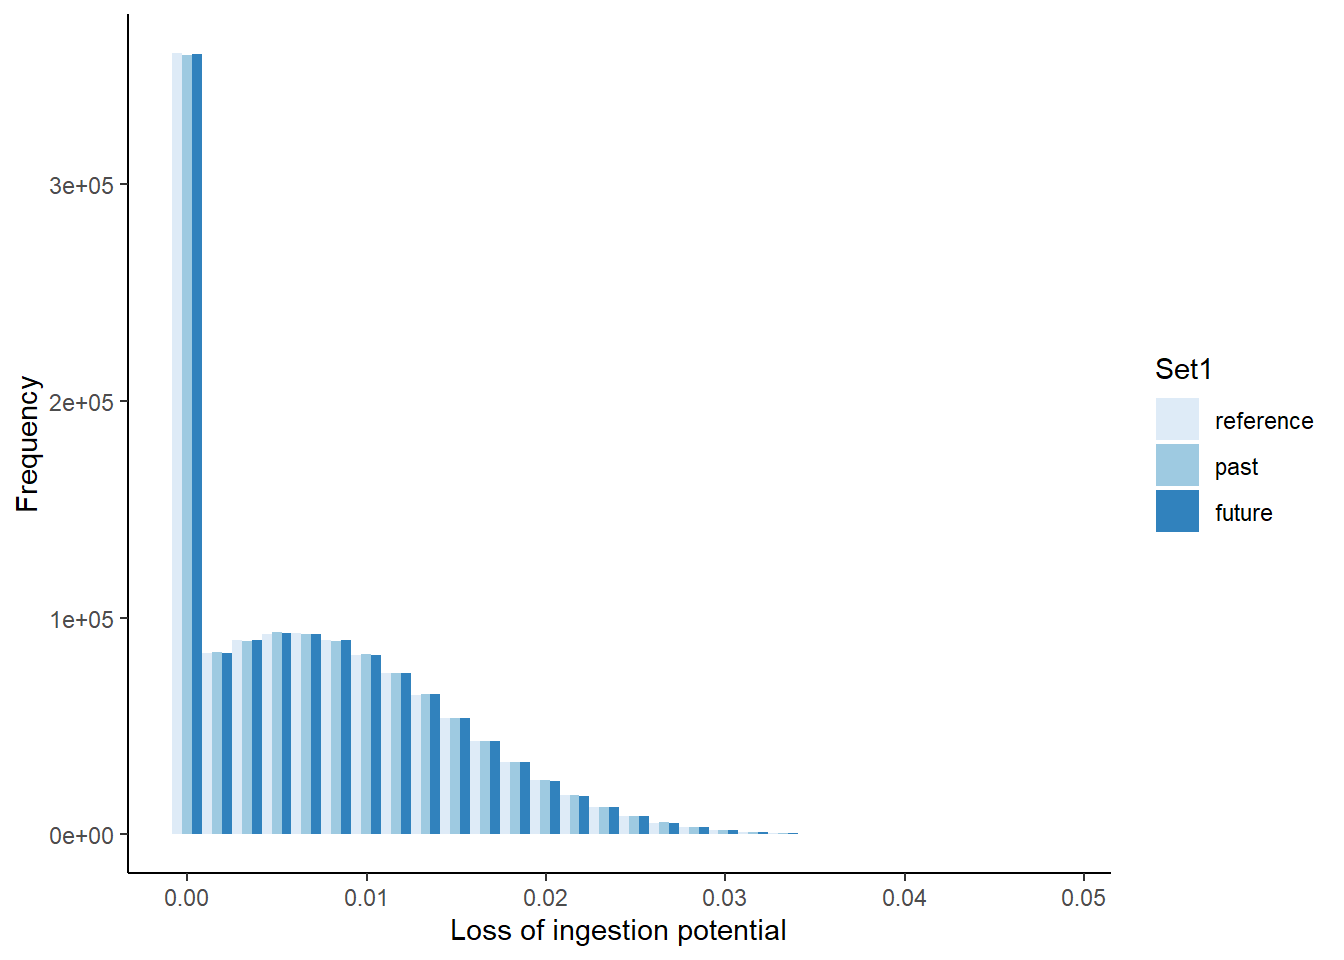 3e+05
2e+05
1e+05
0e+00
Frequency
0.00 0.01 0.02 0.03 0.04 0.05
Loss of ingestion potential
Set1
reference
past
future